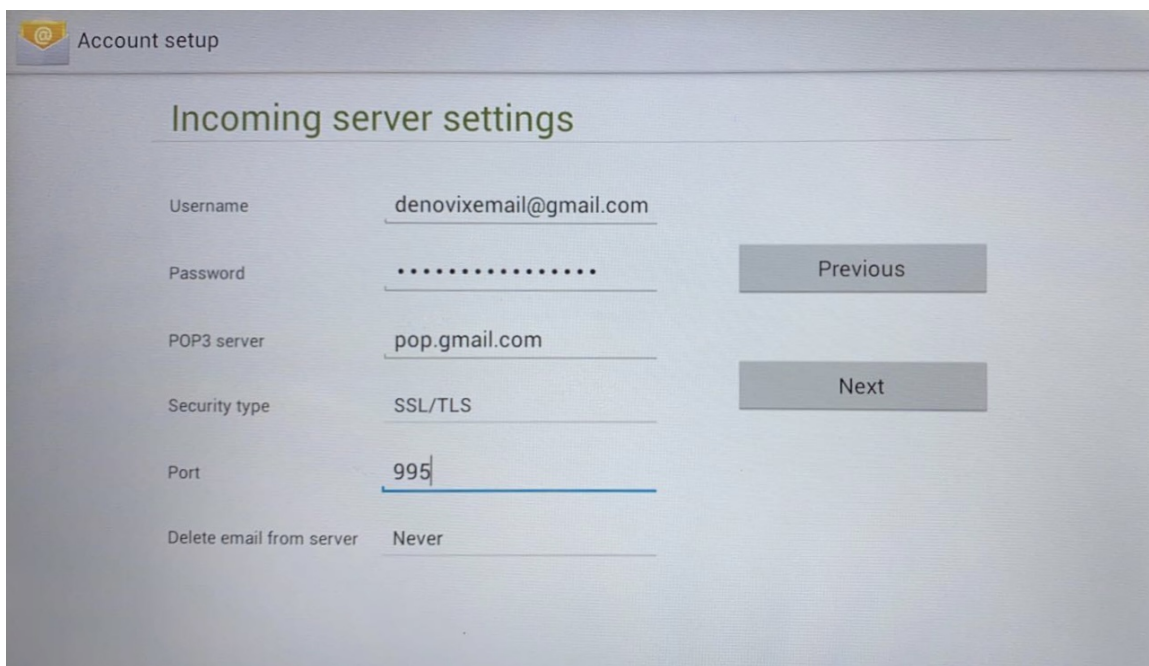 @ Account setup
Incoming server settings
Username denovixemail@gmail.com
Password ••••••••••••••••
Previous
POP3 server pop.gmail.com
Next
Security type SSL/TLS
Port 995
Delete email from server Never